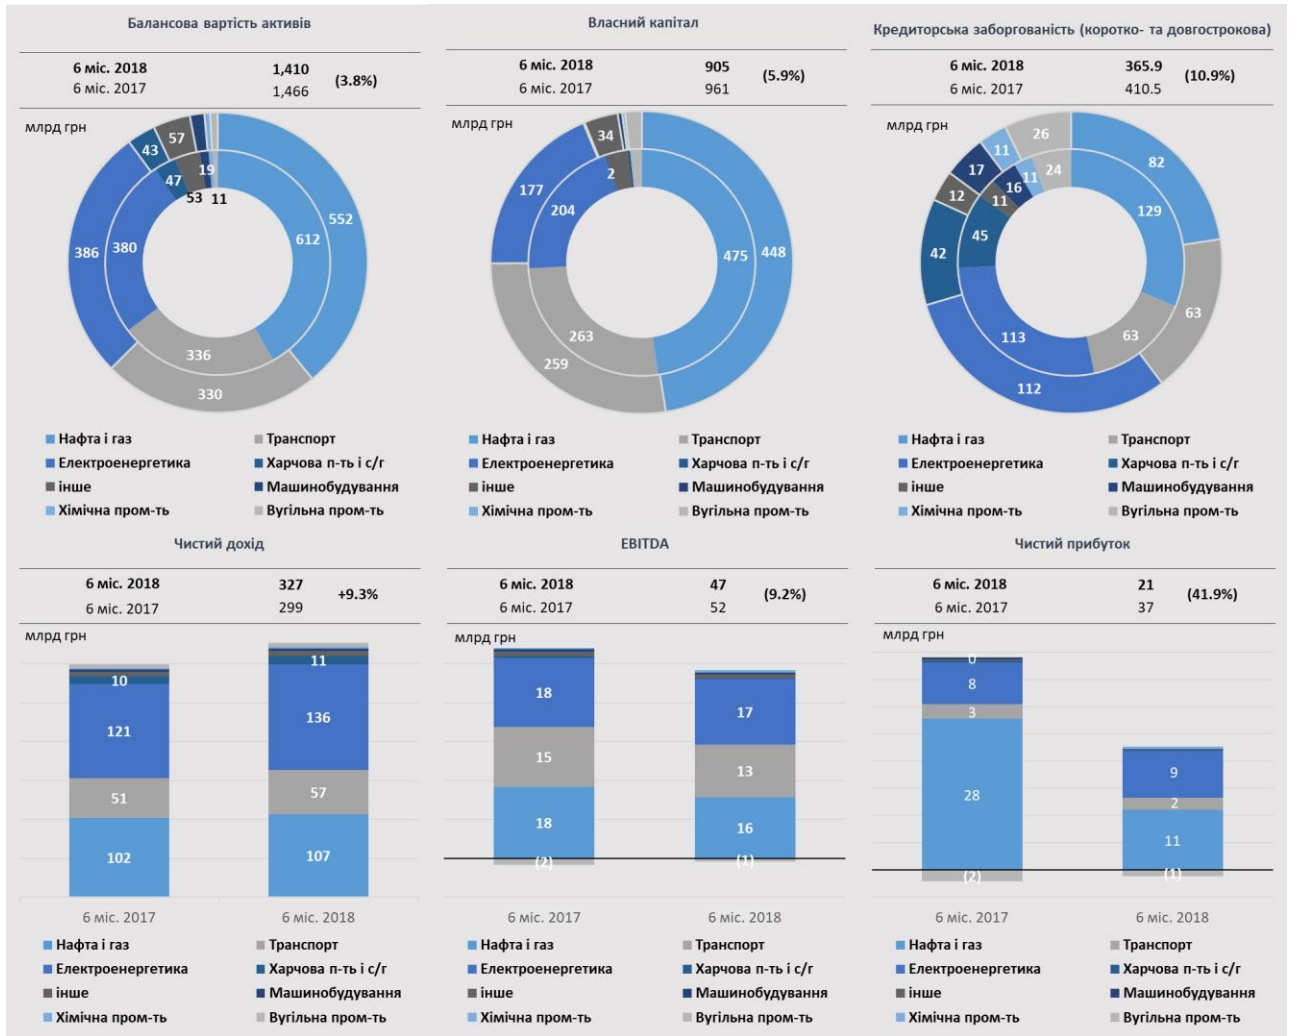 Балансова вартість активів
6 міс. 2018 1,410 (3.8%)
6 міс. 2017 1,466
млрд грн
57
43
19
47
53 11
552
386 380 612
336
330
Нафта і газ Транспорт
Електроенергетика Харчова п-ть і с/г
інше Машинобудування
Хімічна пром-ть Вугільна пром-ть
Власний капітал
6 міс. 2018 905 (5.9%)
6 міс. 2017 961
млрд грн
34
2
177
204
475 448
263
259
Нафта і газ Транспорт
Електроенергетика Харчова п-ть і с/г
інше Машинобудування
Хімічна пром-ть Вугільна пром-ть
Кредиторська заборгованість (коротко- та довгострокова)
6 міс. 2018 365.9 (10.9%)
6 міс. 2017 410.5
млрд грн
26
11
82
17 24
11
16
12 11
129
45
42
63
63
113
112
Нафта і газ Транспорт
Електроенергетика Харчова п-ть і с/г
інше Машинобудування
Хімічна пром-ть Вугільна пром-ть
Чистий дохід
6 міс. 2018 327 +9.3%
6 міс. 2017 299
млрд грн
10 11
121 136
51 57
102 107
6 міс. 2017 6 міс. 2018
Нафта і газ Транспорт
Електроенергетика Харчова п-ть і с/г
інше Машинобудування
Хімічна пром-ть Вугільна пром-ть
EBITDA
6 міс. 2018 47 (9.2%)
6 міс. 2017 52
млрд грн
18 17
15 13
18 16
(2) (1)
6 міс. 2017 6 міс. 2018
Нафта і газ Транспорт
Електроенергетика Харчова п-ть і с/г
інше Машинобудування
Хімічна пром-ть Вугільна пром-ть
Чистий прибуток
6 міс. 2018 21 (41.9%)
6 міс. 2017 37
млрд грн
0
8 9
3 2
28 11
(2) (1)
6 міс. 2017 6 міс. 2018
Нафта і газ Транспорт
Електроенергетика Харчова п-ть і с/г
інше Машинобудування
Хімічна пром-ть Вугільна пром-ть